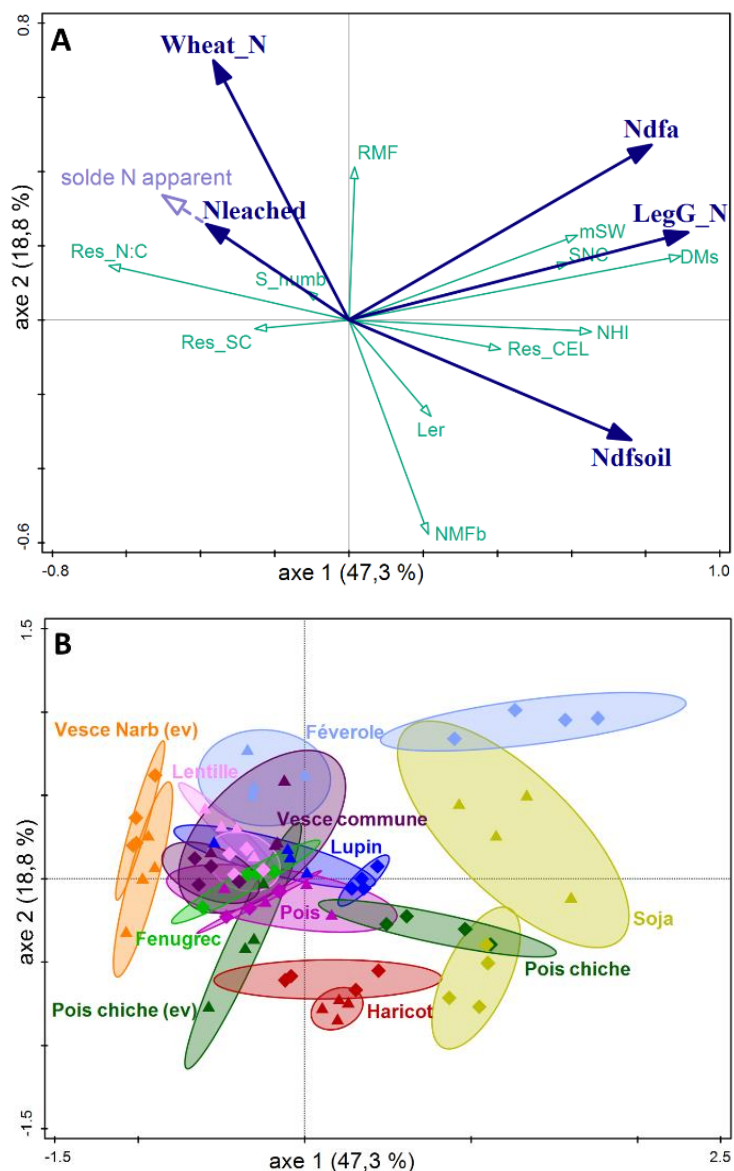 A
0.8
Wheat_N
Ndfa
RMF
solde N apparent
Nleached
LegG_N
mSW
Res_N:C
SNC
DMs
S_numb
Res_SC
NHI
Res_CEL
Ler
Ndfsoil
NMFb
axe 2 (18,8 %)
-0.6
-0.8
axe 1 (47,3 %)
1.0
B
1.5
Vesce Narb (ev)
Féverole
Lentille
Vesce commune
Lupin
Pois
Soja
Fenugrec
Pois chiche
Pois chiche (ev)
Haricot
axe 2 (18,8 %)
-1.5
-1.5
axe 1 (47,3 %)
2.5